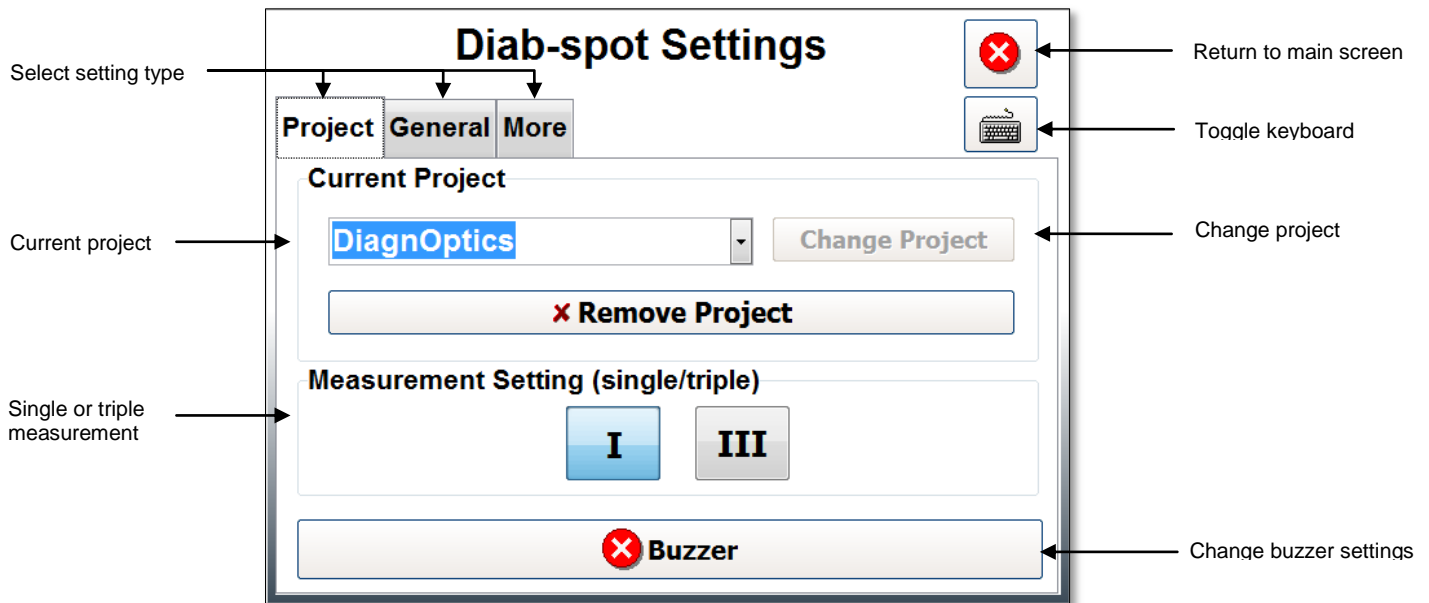 Diab-spot Settings
Return to main screen
Select setting type
Project General More
Toggle keyboard
Current Project
Current project
DiagnOptics
Change Project
Change project
Remove Project
Measurement Setting (single/triple)
Single or triple
measurement
I III
Buzzer
Change buzzer settings